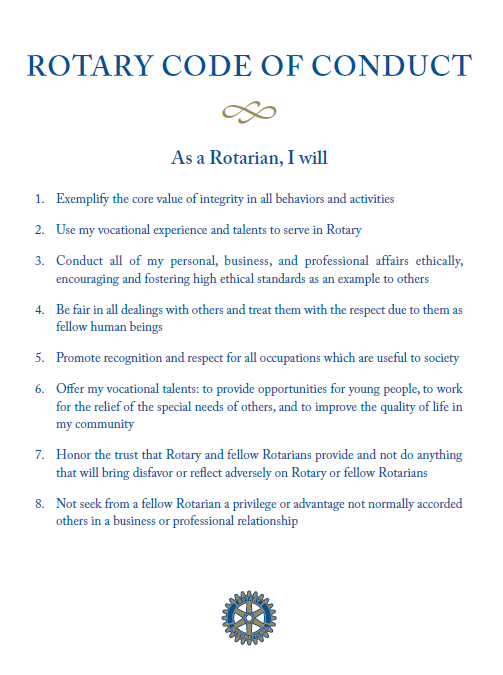 ROTARY CODE OF CONDUCT
As a Rotarian, I will
1. Exemplify the core value of integrity in all behaviors and activities
2. Use my vocational experience and talents to serve in Rotary
3. Conduct all of my personal, business, and professional affairs ethically,
encouraging and fostering high ethical standards as an example to others
4. Be fair in all dealings with others and treat them with the respect due to them as
fellow human beings
5. Promote recognition and respect for all occupations which are useful to society
6. Offer my vocational talents: to provide opportunities for young people, to work
for the relief of the special needs of others, and to improve the quality of life in
my community
7. Honor the trust that Rotary and fellow Rotarians provide and not do anything
that will bring disfavor or reflect adversely on Rotary or fellow Rotarians
8. Not seek from a fellow Rotarian a privilege or advantage not normally accorded
others in a business or professional relationship
ROTARY
INTERNATIONAL